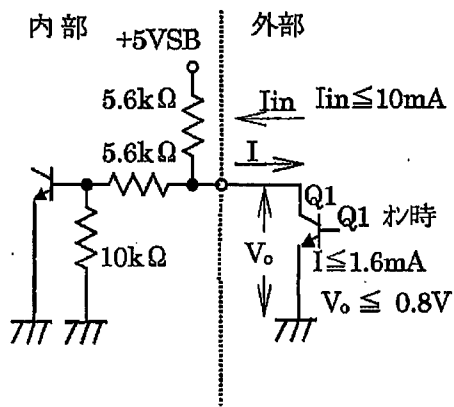 内部
外部
+5VSB
5.6kΩ
Iin
Iin≦10mA
5.6kΩ
I
Q1
Q1 オン時
10kΩ
Vo
I≦1.6mA
Vo ≦ 0.8V